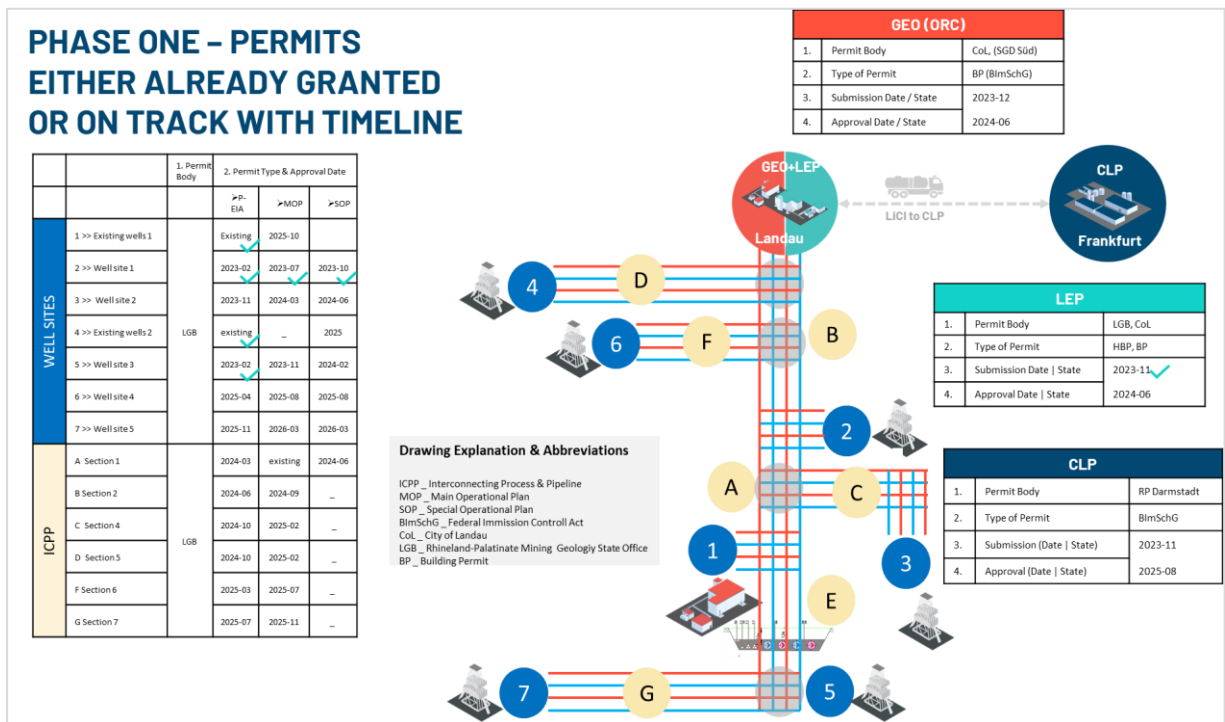 PHASE ONE – PERMITS
EITHER ALREADY GRANTED
OR ON TRACK WITH TIMELINE
GEO (ORC)
1. Permit Body CoL, (SGD Süd)
2. Type of Permit BP (BImSchG)
3. Submission Date / State 2023-12
4. Approval Date / State 2024-06
1. Permit Body 2. Permit Type & Approval Date
➢P-EIA ➢MOP ➢SOP
WELL SITES
LGB
1 >> Existing wells 1 Existing 2025-10
2 >> Well site 1 2023-02 2023-07 2023-10
3 >> Well site 2 2023-11 2024-03 2024-06
4 >> Existing wells 2 existing _ 2025
5 >> Well site 3 2023-02 2023-11 2024-02
6 >> Well site 4 2025-04 2025-08 2025-08
7 >> Well site 5 2025-11 2026-03 2026-03
ICPP
LGB
A Section 1 2024-03 existing 2024-06
B Section 2 2024-06 2024-09 _
C Section 4 2024-10 2025-02 _
D Section 5 2024-10 2025-02 _
F Section 6 2025-03 2025-07 _
G Section 7 2025-07 2025-11 _
GEO+LEP
Landau
LiCl to CLP
CLP
Frankfurt
4
D
6
F
B
2
A
C
1
3
E
7
G
5
Drawing Explanation & Abbreviations
ICPP _ Interconnecting Process & Pipeline
MOP _ Main Operational Plan
SOP _ Special Operational Plan
BImSchG _ Federal Immission Controll Act
CoL _ City of Landau
LGB _ Rhineland-Palatinate Mining Geologiy State Office
BP _ Building Permit
LEP
1. Permit Body LGB, CoL
2. Type of Permit HBP, BP
3. Submission Date | State 2023-11
4. Approval Date | State 2024-06
CLP
1. Permit Body RP Darmstadt
2. Type of Permit BImSchG
3. Submission (Date | State) 2023-11
4. Approval (Date | State) 2025-08